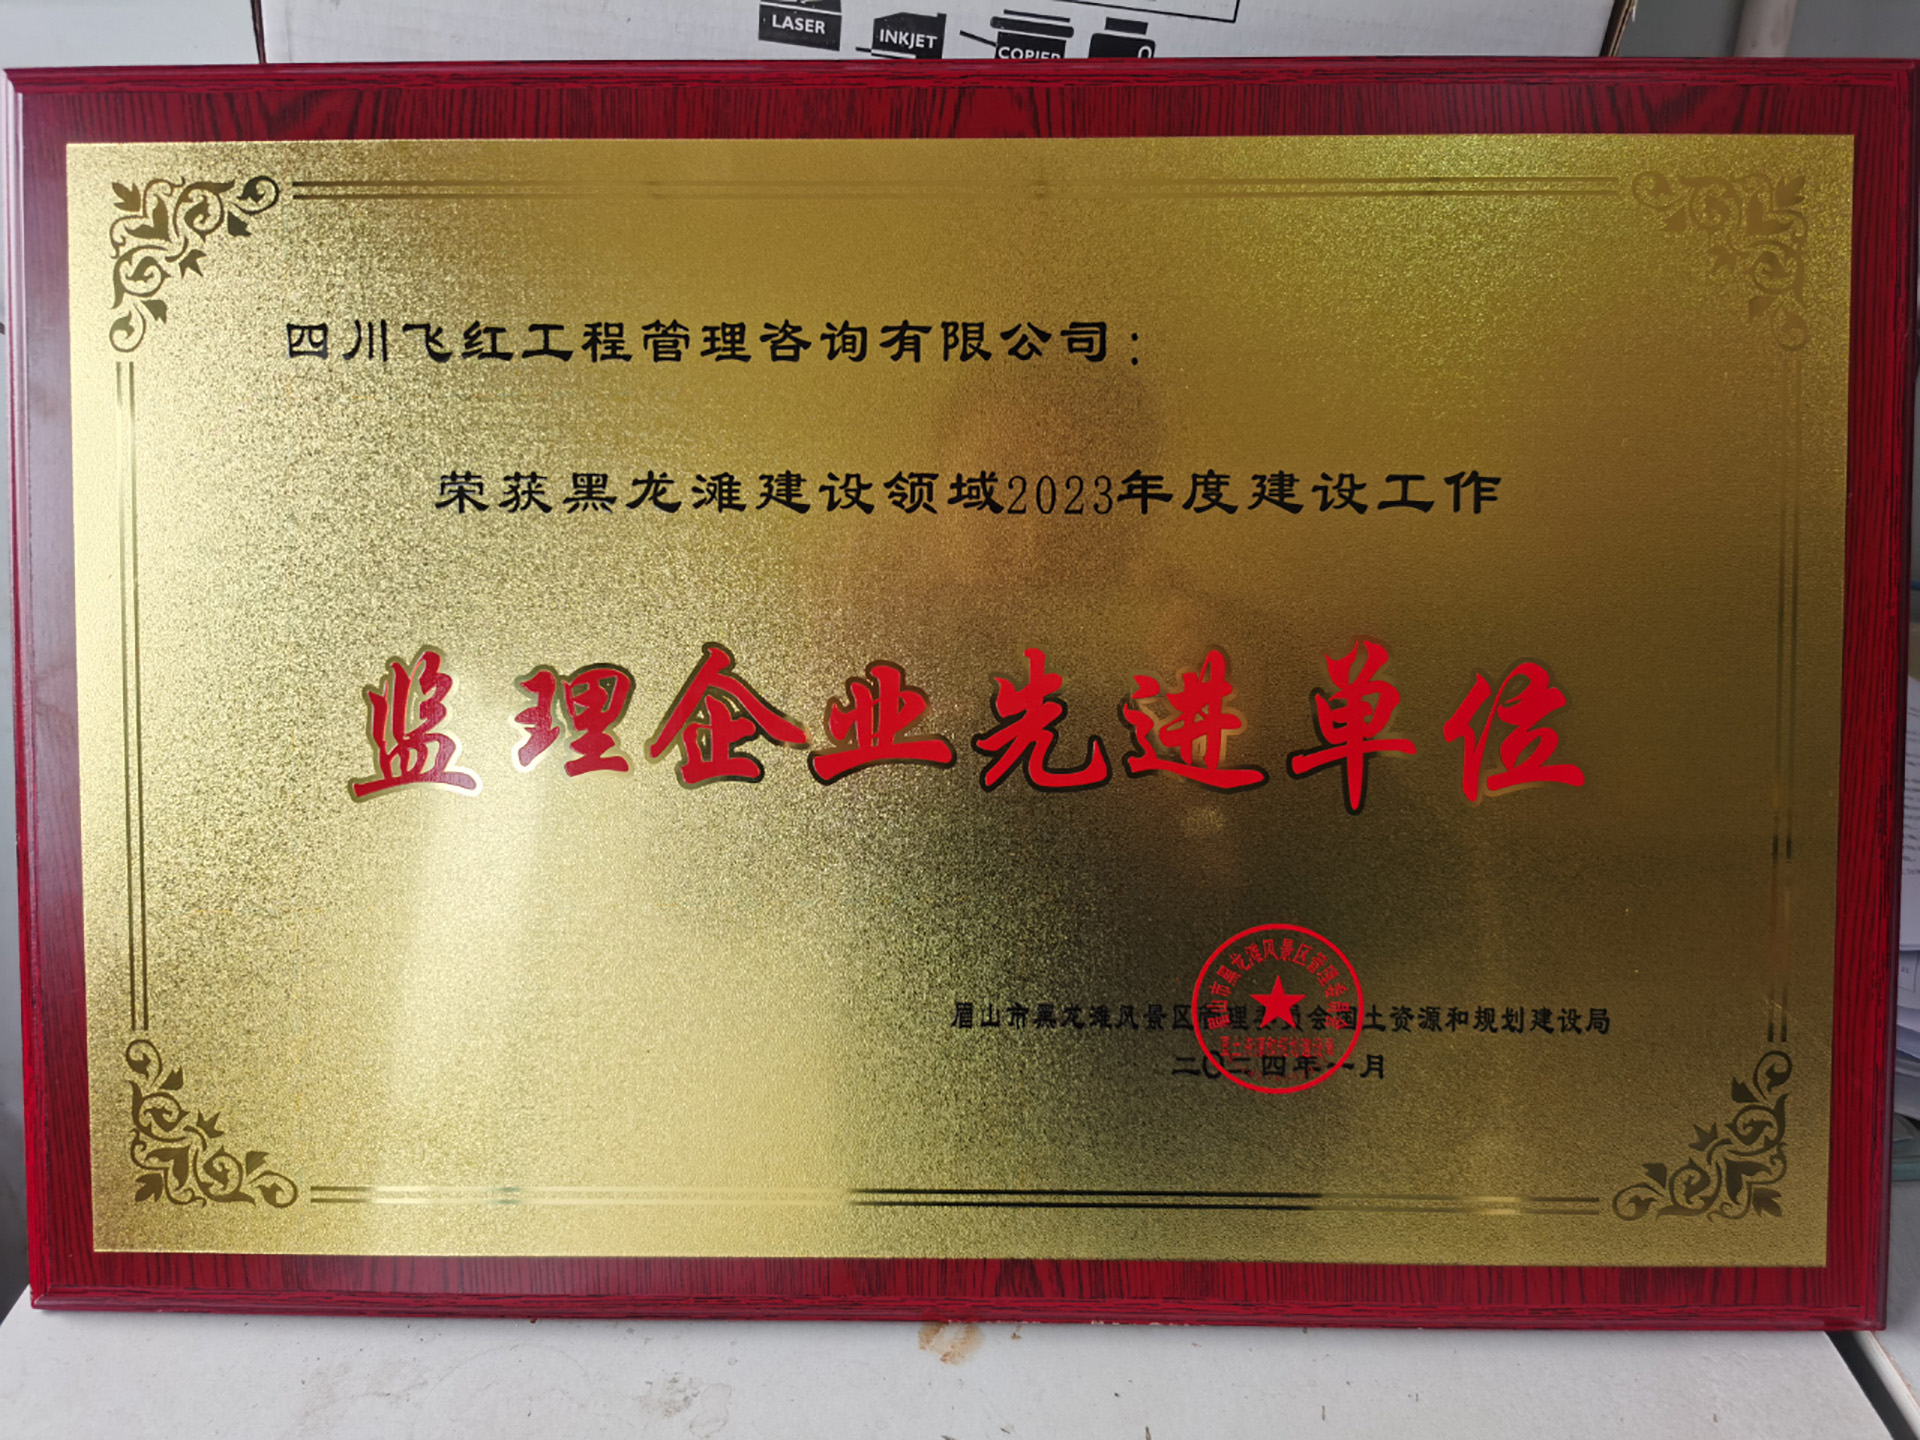 LASER
INKJET
COPIER
四川飞红工程管理咨询有限公司：
荣获黑龙滩建设领域2023年度建设工作
监理企业先进单位
眉山市黑龙滩风景区管理委员会国土资源和规划建设局
二〇二四年一月